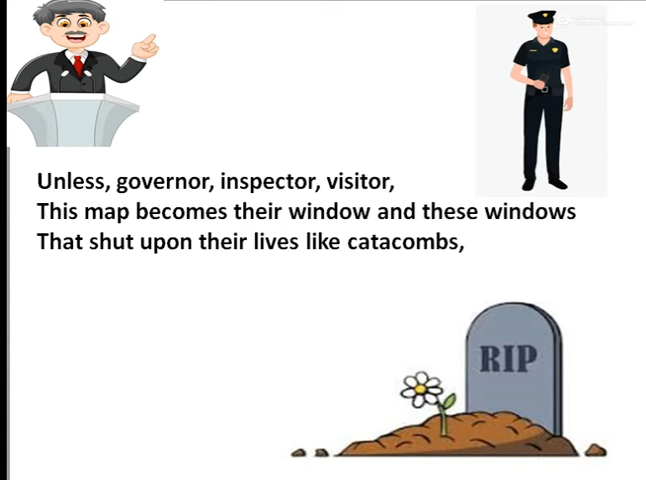 Unless, governor, inspector, visitor,
This map becomes their window and these windows
That shut upon their lives like catacombs,
RIP